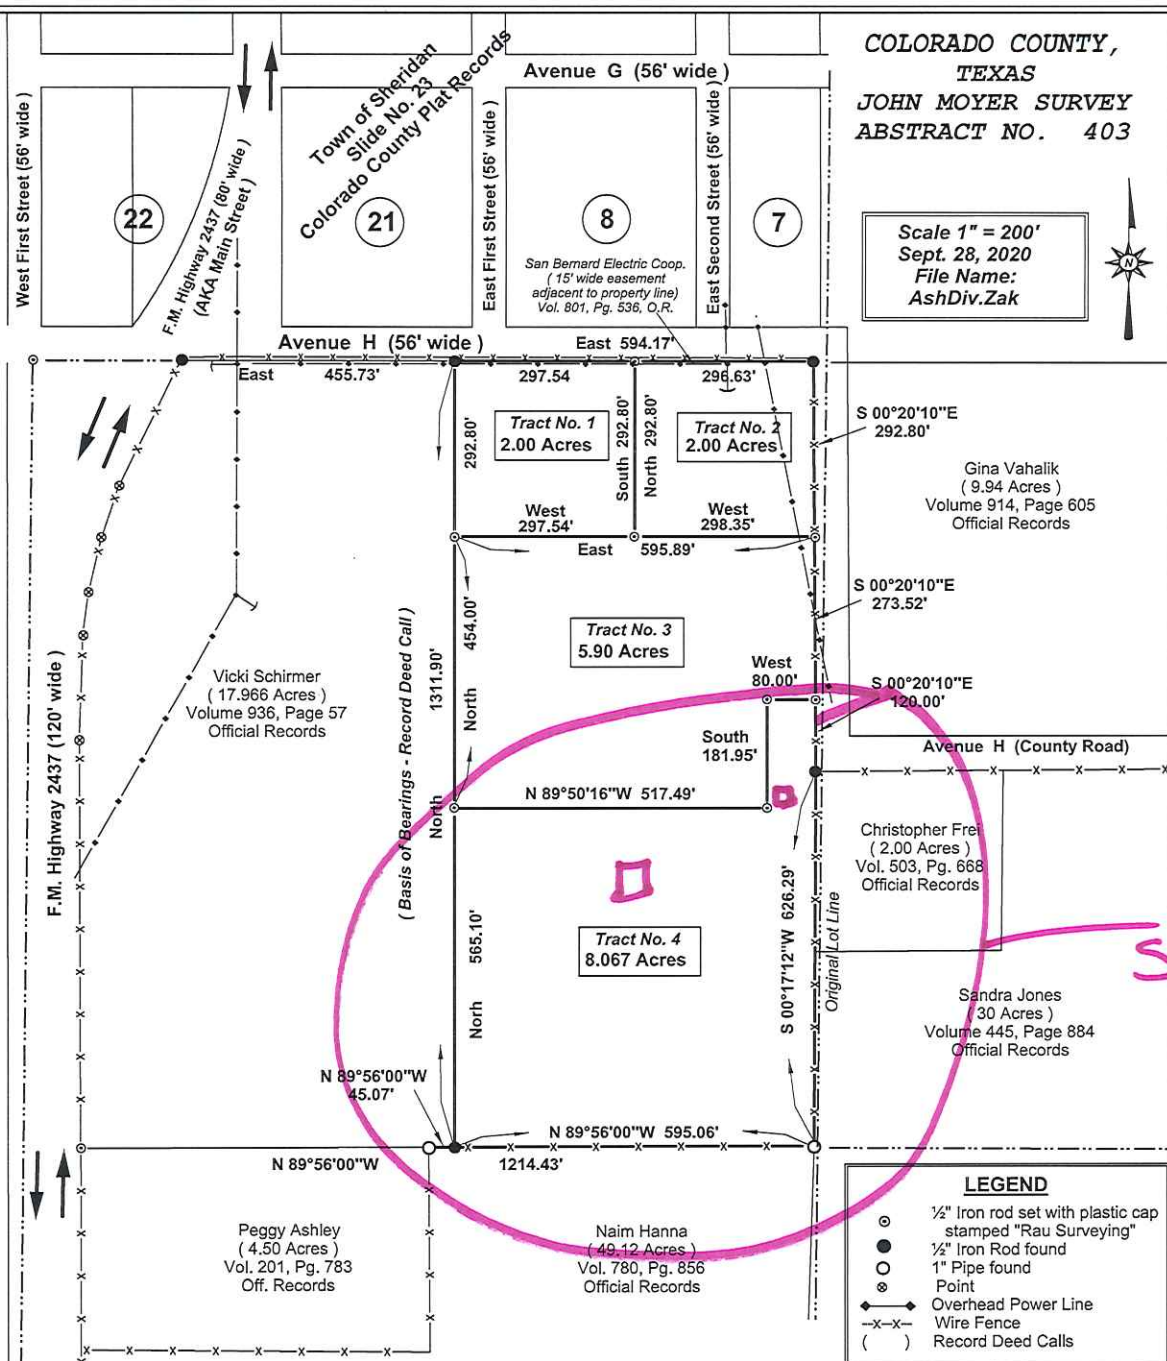 COLORADO COUNTY,
TEXAS
JOHN MOYER SURVEY
ABSTRACT NO. 403
Scale 1" = 200'
Sept. 28, 2020
File Name:
AshDiv.Zak
N
Avenue G (56' wide )
Town of Sheridan
Slide No. 23
Colorado County Plat Records
West First Street (56' wide )
F.M. Highway 2437 (80' wide )
(AKA Main Street )
East First Street (56' wide )
East Second Street (56' wide )
22
21
8
7
San Bernard Electric Coop.
( 15' wide easement
adjacent to property line)
Vol. 801, Pg. 536, O.R.
Avenue H (56' wide )
East 594.17'
East 455.73'
297.54
296.63'
Tract No. 1
2.00 Acres
Tract No. 2
2.00 Acres
292.80'
South 292.80'
North 292.80'
S 00°20'10"E
292.80'
Gina Vahalik
( 9.94 Acres )
Volume 914, Page 605
Official Records
West
297.54'
West
298.35'
East 595.89'
S 00°20'10"E
273.52'
North 454.00'
Tract No. 3
5.90 Acres
West
80.00'
S 00°20'10"E
120.00'
South
181.95'
Vicki Schirmer
( 17.966 Acres )
Volume 936, Page 57
Official Records
F.M. Highway 2437 (120' wide )
( Basis of Bearings - Record Deed Call )
North 1311.90'
Avenue H (County Road)
N 89°50'16"W 517.49'
Christopher Frei
( 2.00 Acres )
Vol. 503, Pg. 668
Official Records
S 00°17'12"W 626.29'
Original Lot Line
Tract No. 4
8.067 Acres
Norh 565.10'
S
Sandra Jones
( 30 Acres )
Volume 445, Page 884
Official Records
N 89°56'00"W
45.07'
N 89°56'00"W 595.06'
N 89°56'00"W 1214.43'
Peggy Ashley
( 4.50 Acres )
Vol. 201, Pg. 783
Off. Records
Naim Hanna
( 49.12 Acres )
Vol. 780, Pg. 856
Official Records
LEGEND
½" Iron rod set with plastic cap
stamped "Rau Surveying"
½" Iron Rod found
1" Pipe found
Point
Overhead Power Line
Wire Fence
( ) Record Deed Calls